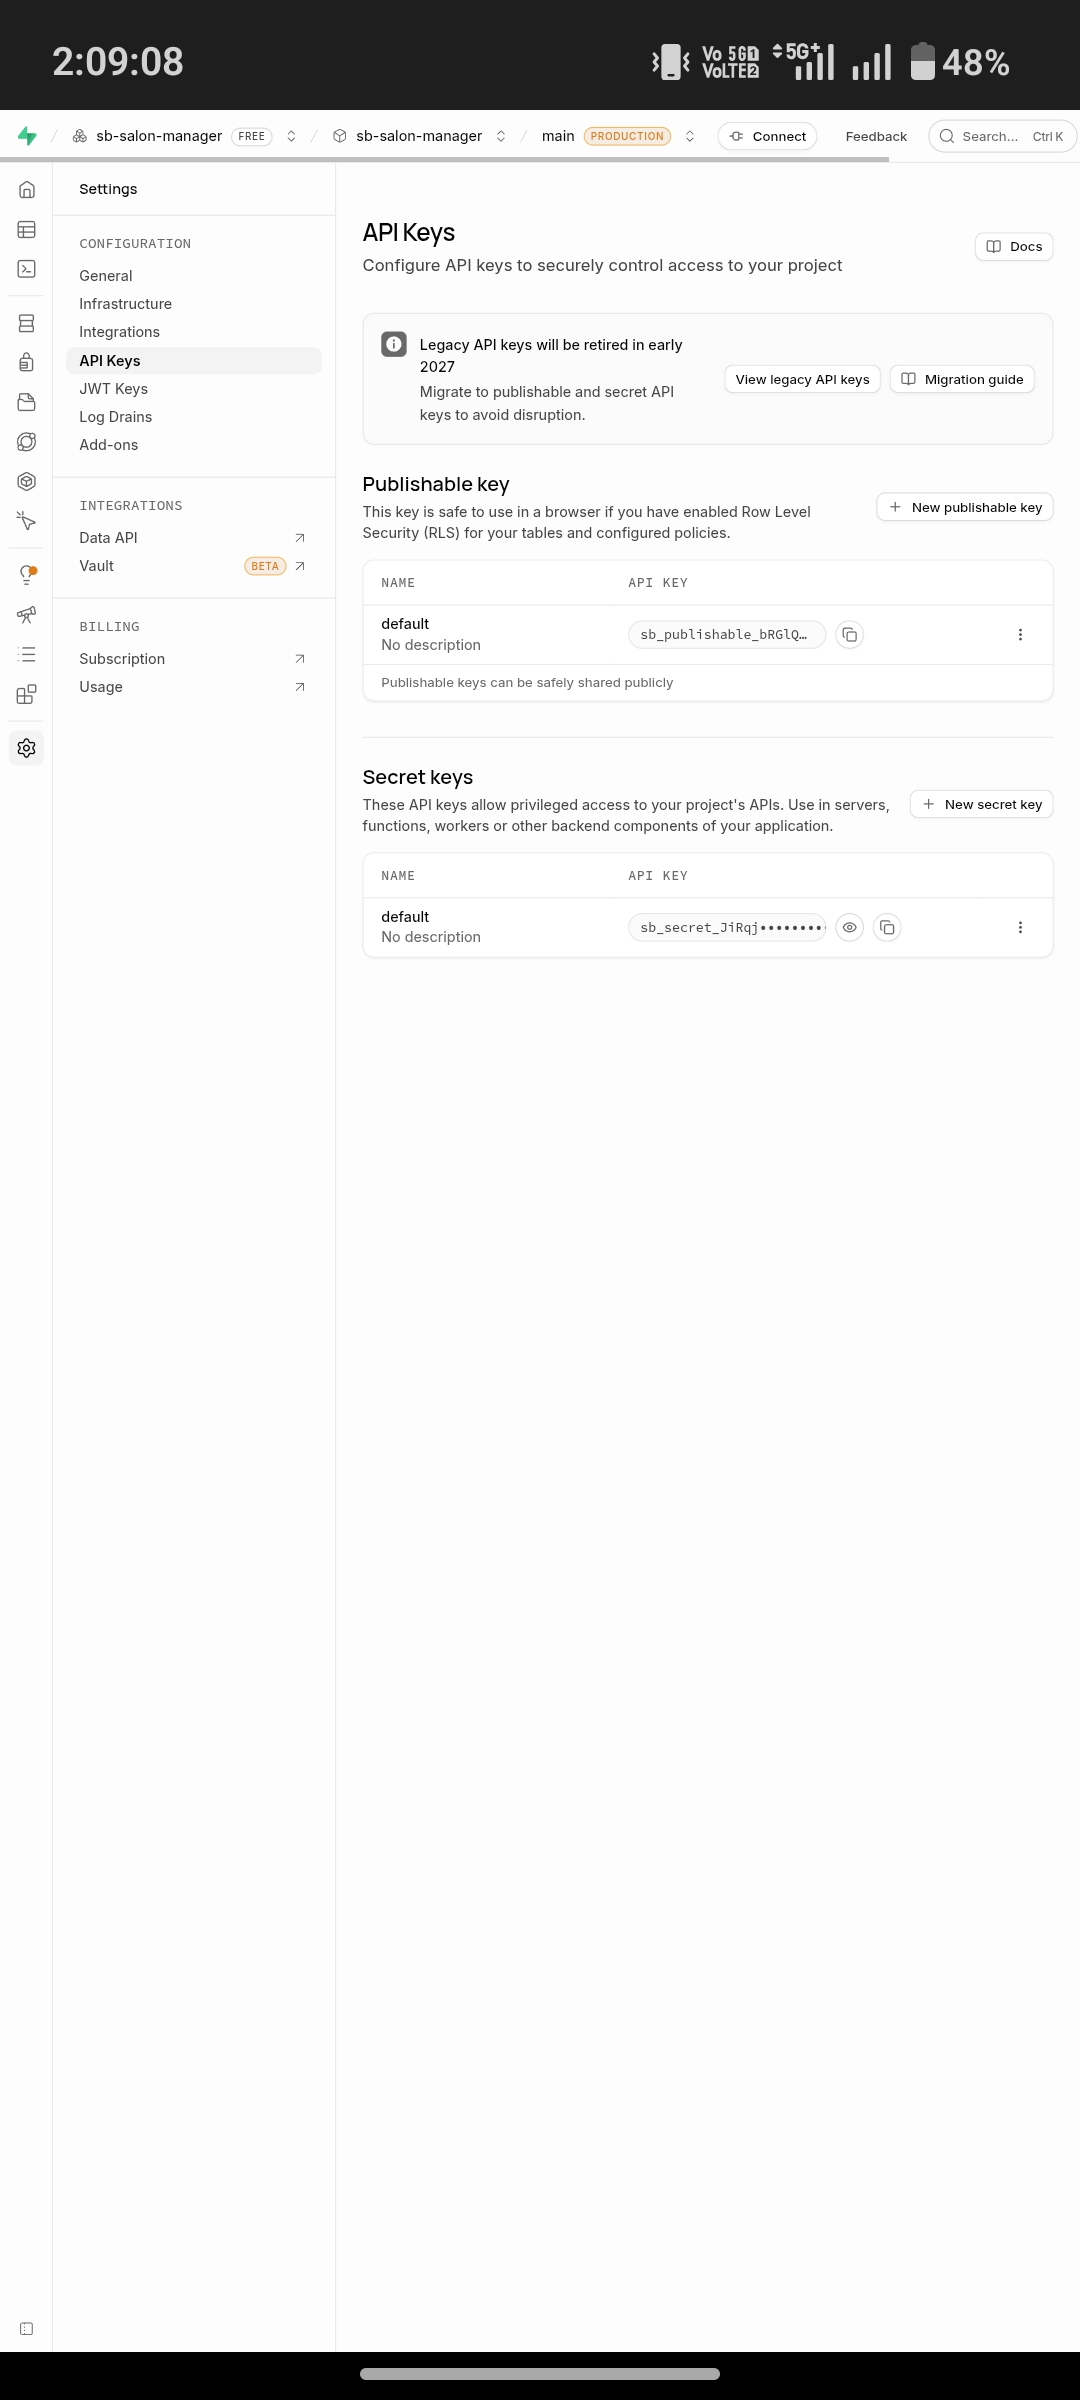 2:09:08
Vo 5G 1
VoLTE 2
5G+
48%
sb-salon-manager FREE / sb-salon-manager / main PRODUCTION Connect Feedback Search... Ctrl K
Settings
CONFIGURATION
General
Infrastructure
Integrations
API Keys
JWT Keys
Log Drains
Add-ons
INTEGRATIONS
Data API
Vault BETA
BILLING
Subscription
Usage
API Keys
Configure API keys to securely control access to your project
Docs
Legacy API keys will be retired in early
2027
Migrate to publishable and secret API
keys to avoid disruption.
View legacy API keys
Migration guide
Publishable key
This key is safe to use in a browser if you have enabled Row Level
Security (RLS) for your tables and configured policies.
+ New publishable key
NAME API KEY
default
No description
sb_publishable_bRGlQ…
Publishable keys can be safely shared publicly
Secret keys
These API keys allow privileged access to your project's APIs. Use in servers,
functions, workers or other backend components of your application.
+ New secret key
NAME API KEY
default
No description
sb_secret_JiRqj•••••••••